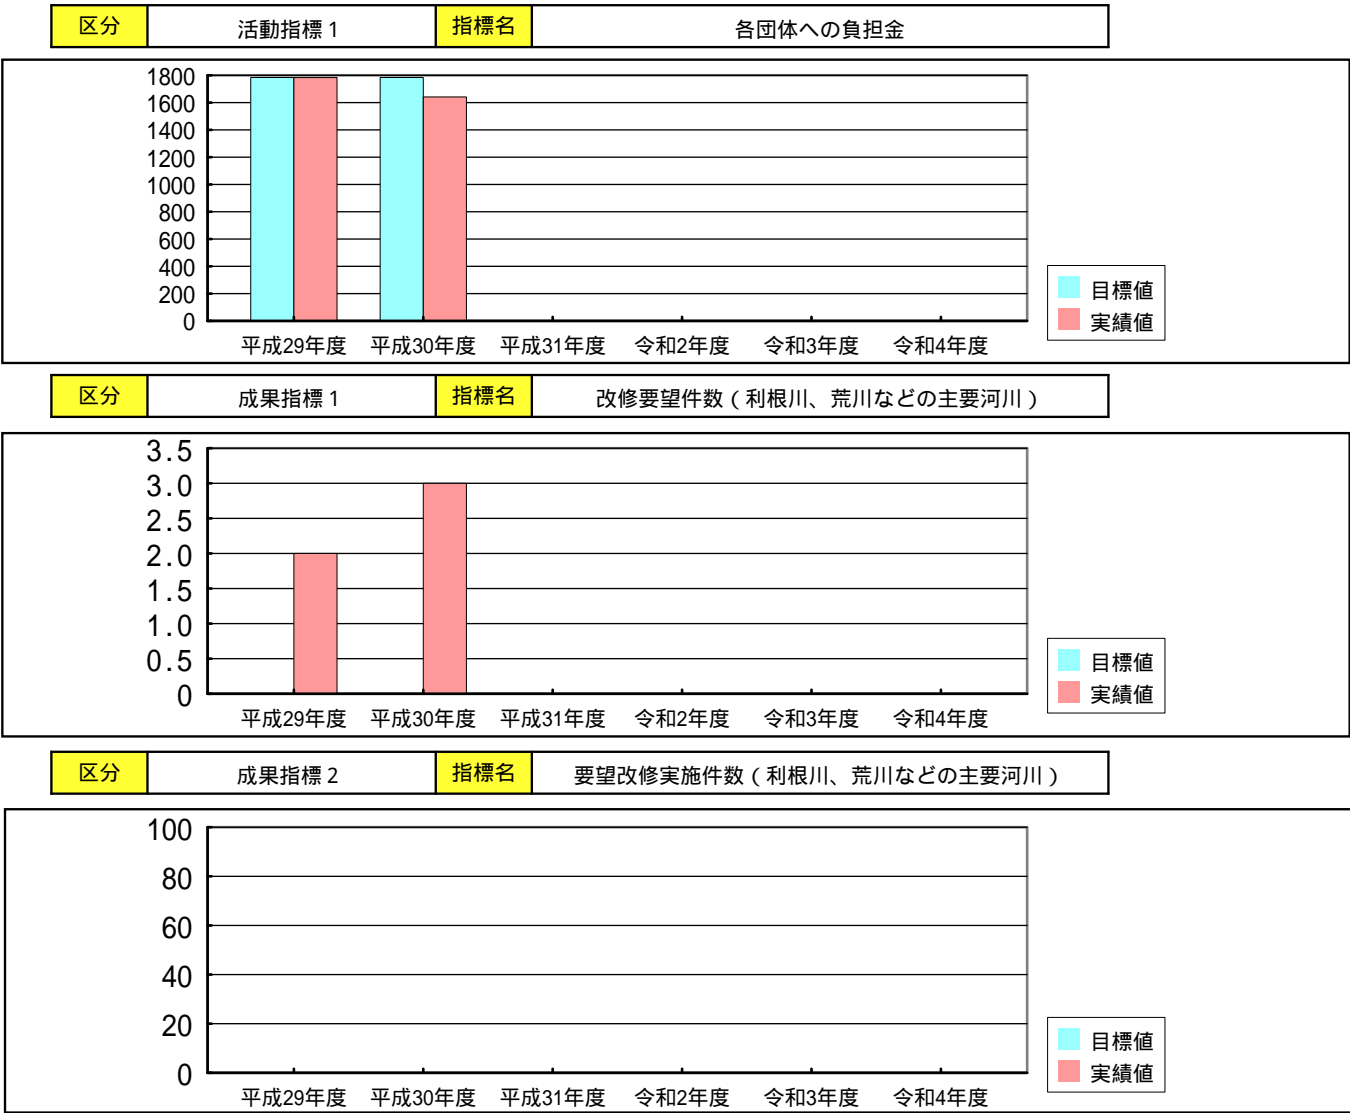 区分 活動指標１ 指標名 各団体への負担金
1800
1600
1400
1200
1000
800
600
400
200
0
平成29年度 平成30年度 平成31年度 令和2年度 令和3年度 令和4年度
目標値
実績値
区分 成果指標１ 指標名 改修要望件数（利根川、荒川などの主要河川）
3.5
3.0
2.5
2.0
1.5
1.0
0.5
0
平成29年度 平成30年度 平成31年度 令和2年度 令和3年度 令和4年度
目標値
実績値
区分 成果指標２ 指標名 要望改修実施件数（利根川、荒川などの主要河川）
100
80
60
40
20
0
平成29年度 平成30年度 平成31年度 令和2年度 令和3年度 令和4年度
目標値
実績値